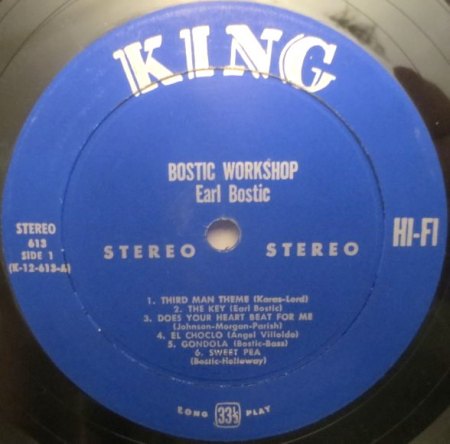 KING
BOSTIC WORKSHOP
Earl Bostic
STEREO
613
SIDE 1
(K-12-613-A)
HI-FI
STEREO STEREO
1. THIRD MAN THEME (Karas-Lord)
2. THE KEY (Earl Bostic)
3. DOES YOUR HEART BEAT FOR ME
(Johnson-Morgan-Parish)
4. EL CHOCLO (Angel Villoldo)
5. GONDOLA (Bostic-Bass)
6. SWEET PEA
(Bostic-Holloway)
LONG 33⅓ PLAY